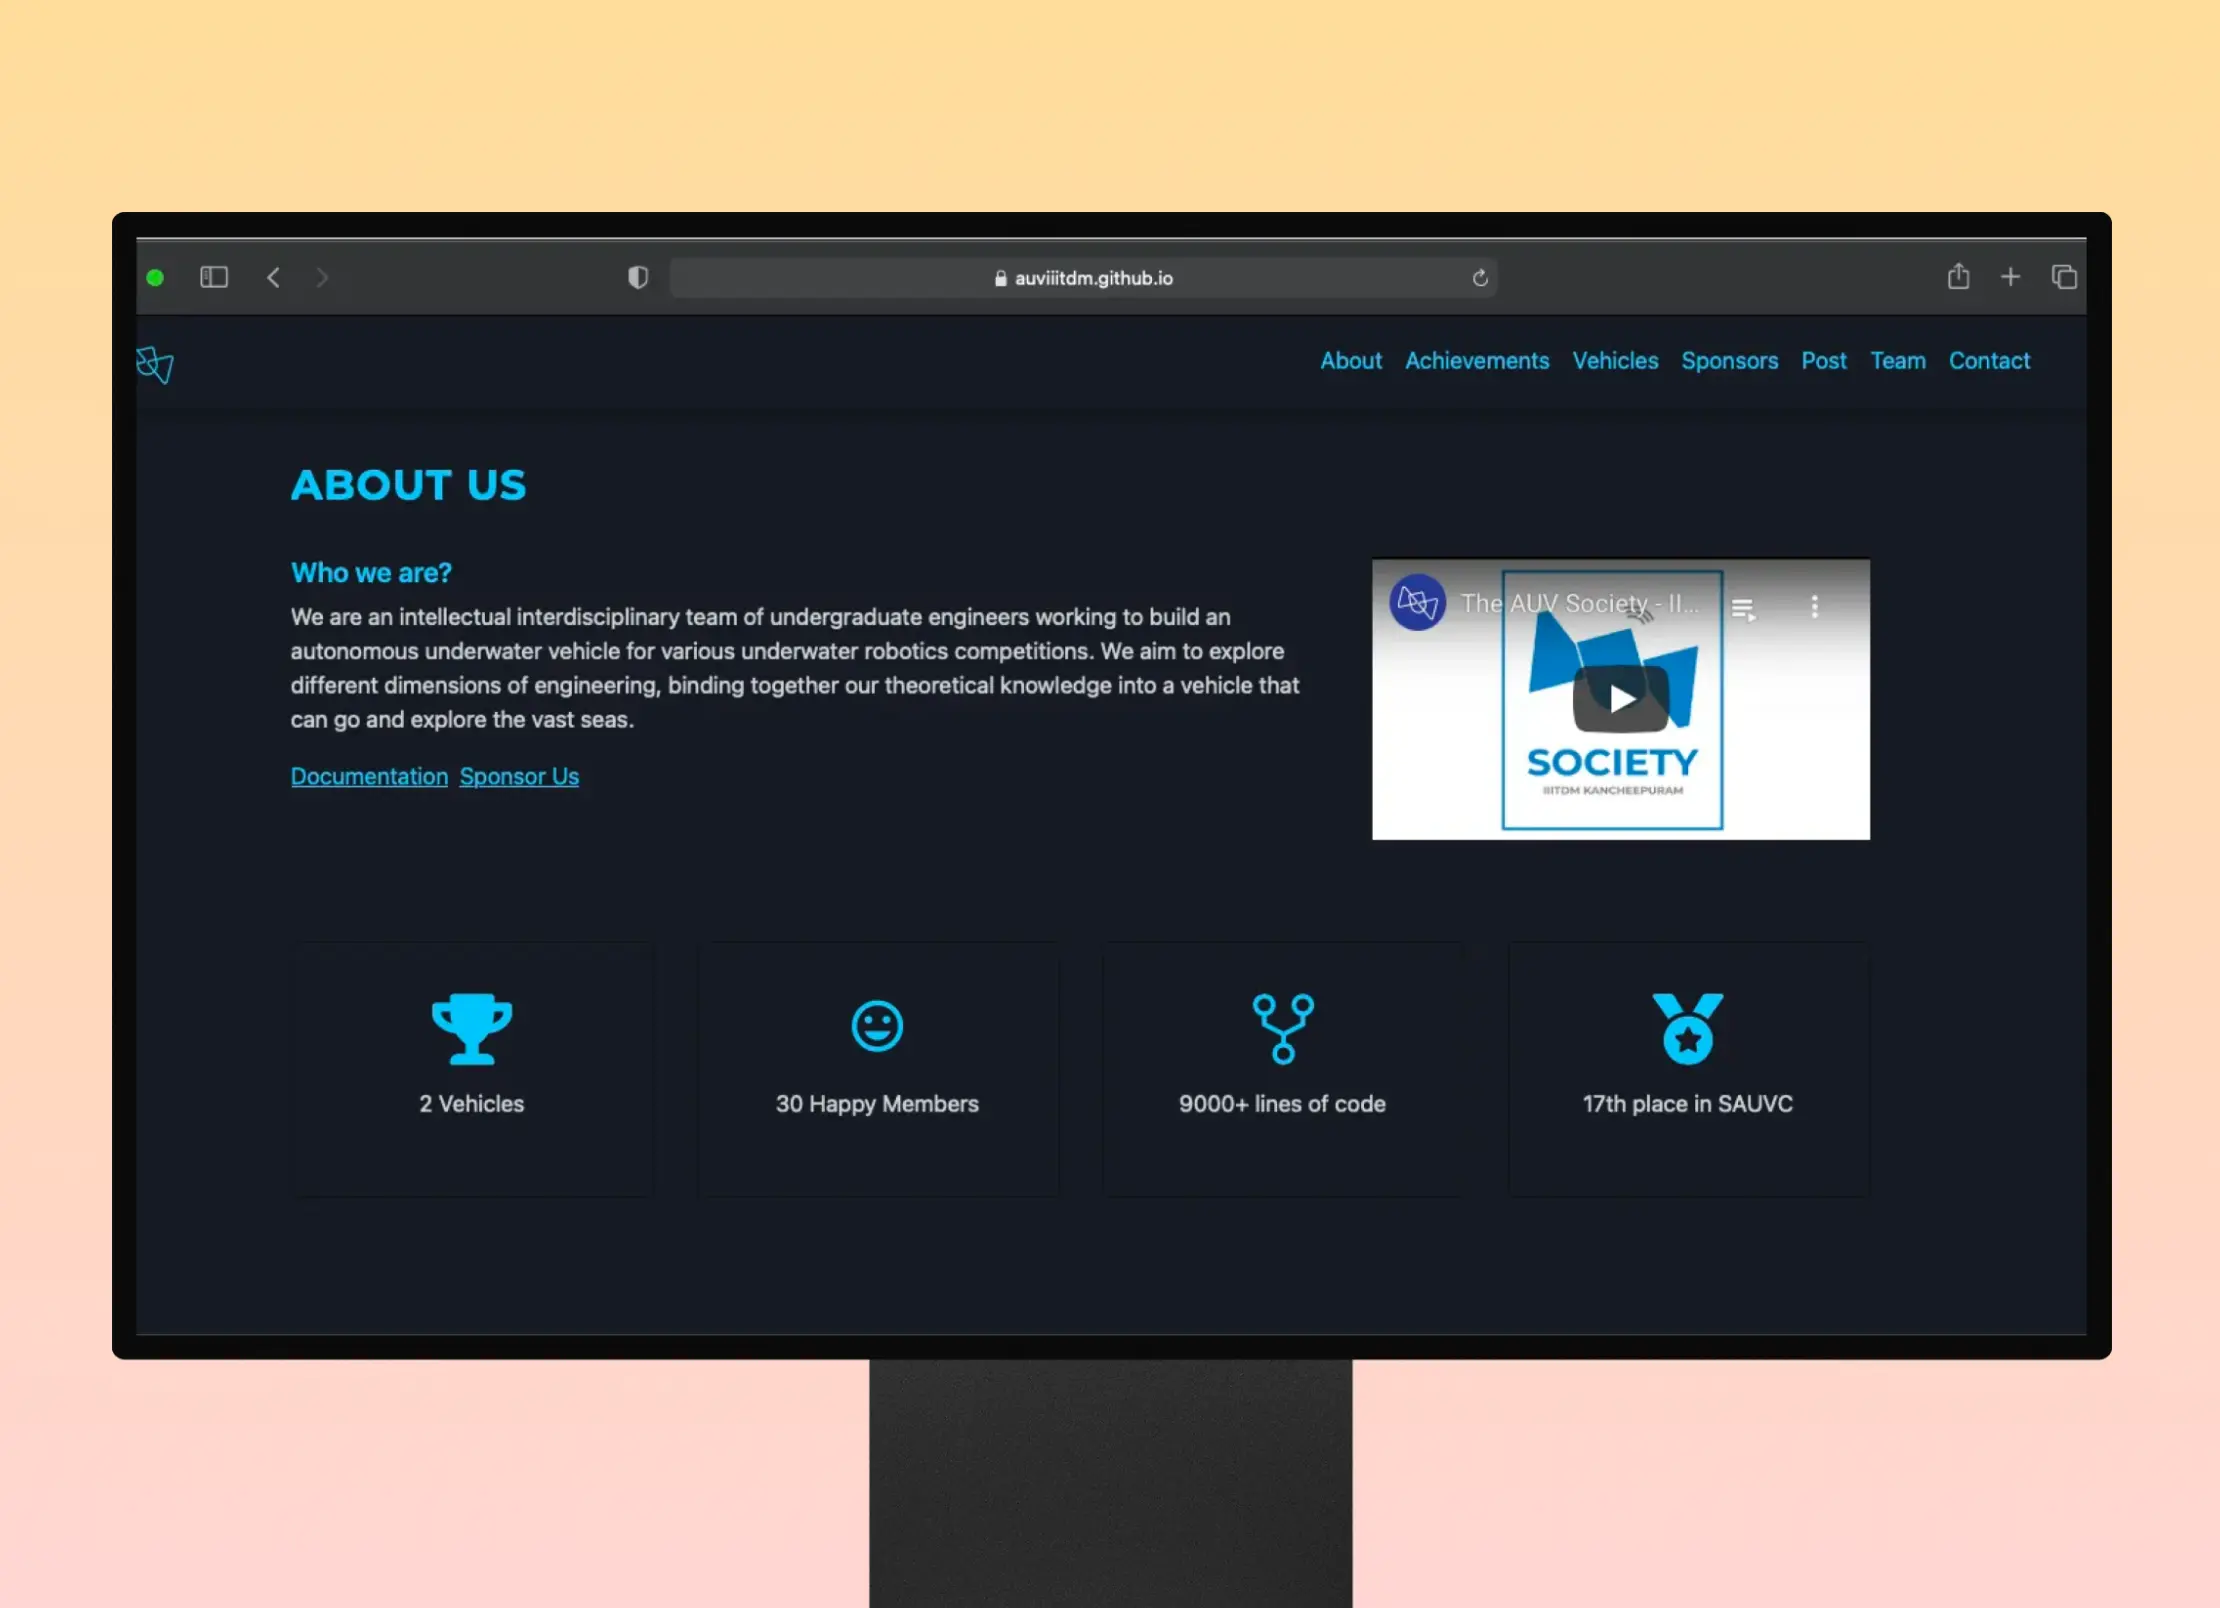 auviiitdm.github.io
About Achievements Vehicles Sponsors Post Team Contact
ABOUT US
Who we are?
We are an intellectual interdisciplinary team of undergraduate engineers working to build an
autonomous underwater vehicle for various underwater robotics competitions. We aim to explore
different dimensions of engineering, binding together our theoretical knowledge into a vehicle that
can go and explore the vast seas.
Documentation Sponsor Us
The AUV Society - II...
SOCIETY
IIITDM KANCHEEPURAM
2 Vehicles
30 Happy Members
9000+ lines of code
17th place in SAUVC